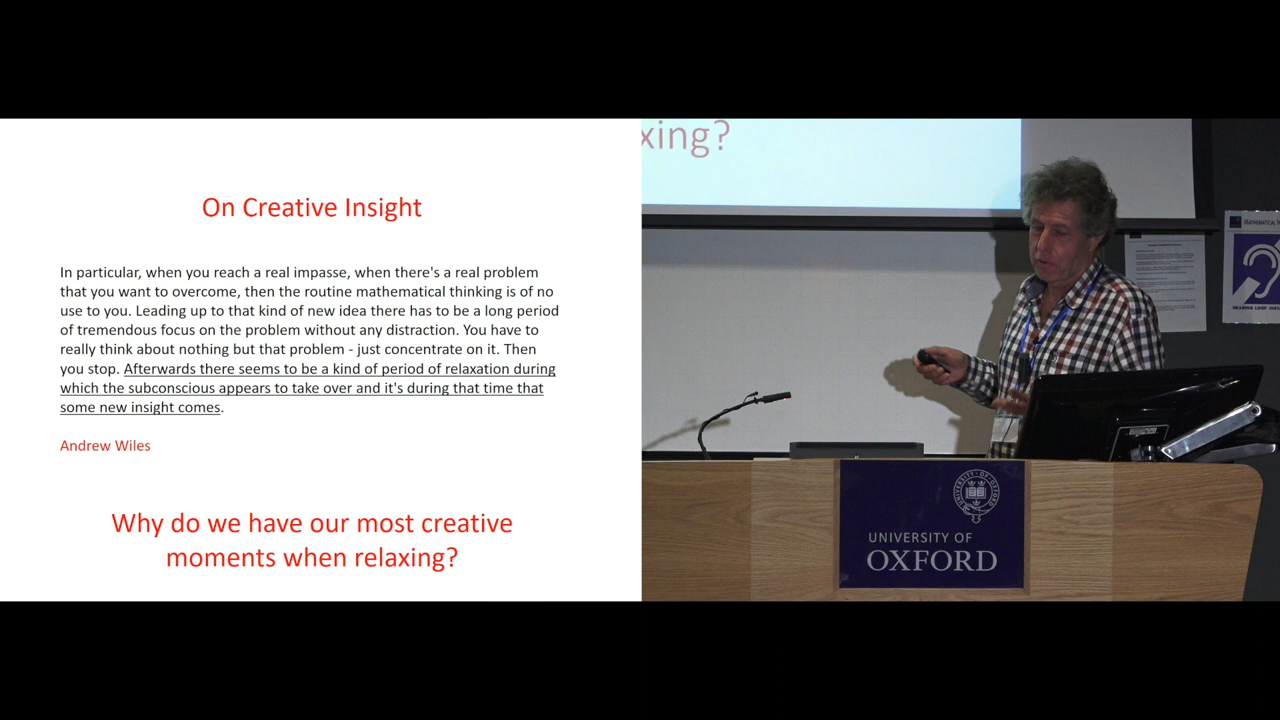 On Creative Insight
In particular, when you reach a real impasse, when there's a real problem
that you want to overcome, then the routine mathematical thinking is of no
use to you. Leading up to that kind of new idea there has to be a long period
of tremendous focus on the problem without any distraction. You have to
really think about nothing but that problem - just concentrate on it. Then
you stop. Afterwards there seems to be a kind of period of relaxation during
which the subconscious appears to take over and it's during that time that
some new insight comes.
Andrew Wiles
Why do we have our most creative
moments when relaxing?
xing?
UNIVERSITY OF
OXFORD